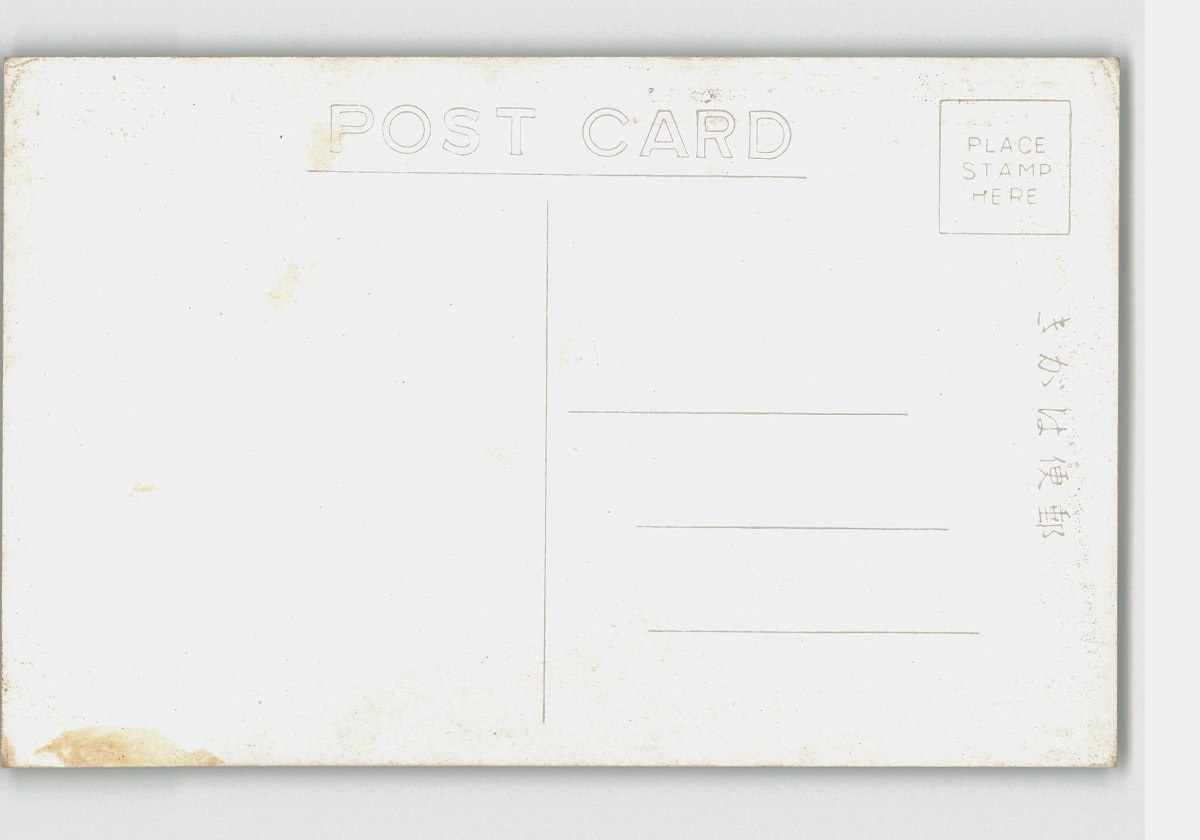 POST CARD
PLACE
STAMP
HERE
郵便はがき